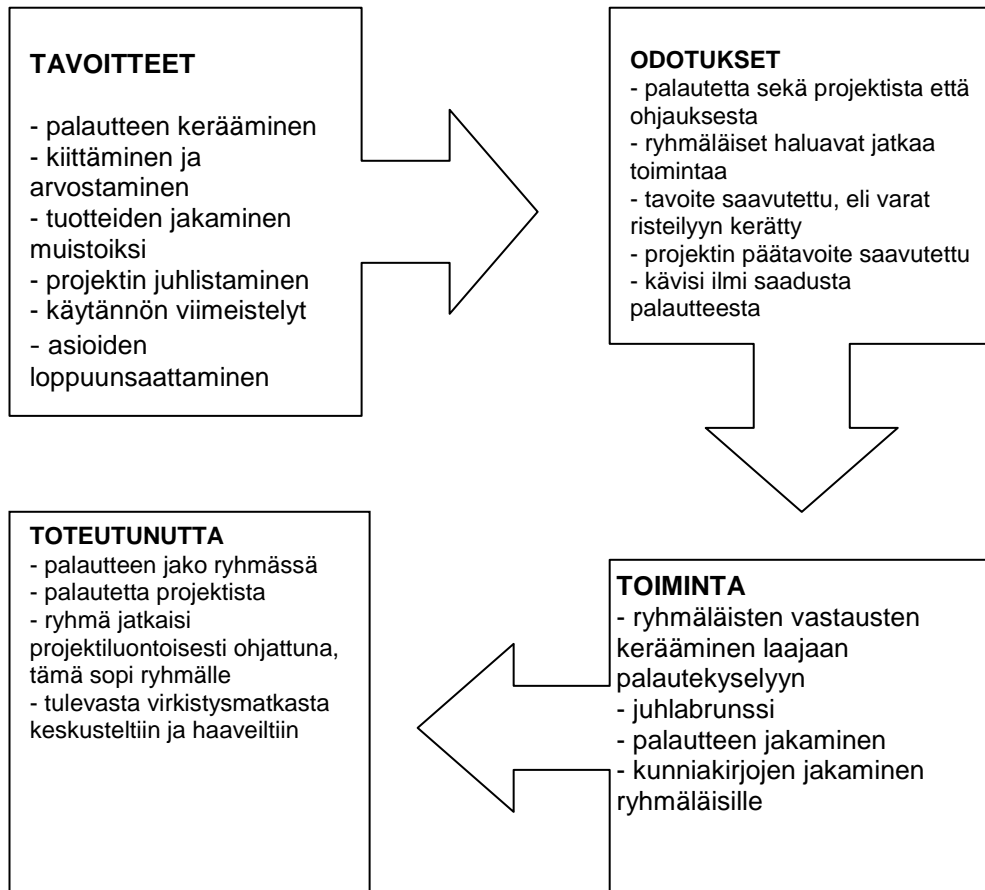 TAVOITTEET
- palautteen kerääminen
- kiittäminen ja
arvostaminen
- tuotteiden jakaminen
muistoiksi
- projektin juhlistaminen
- käytännön viimeistelyt
- asioiden
loppuunsaattaminen
ODOTUKSET
- palautetta sekä projektista että
ohjauksesta
- ryhmäläiset haluavat jatkaa
toimintaa
- tavoite saavutettu, eli varat
risteilyyn kerätty
- projektin päätavoite saavutettu
- kävisi ilmi saadusta
palautteesta
TOIMINTA
- ryhmäläisten vastausten
kerääminen laajaan
palautekyselyyn
- juhlabrunssi
- palautteen jakaminen
- kunniakirjojen jakaminen
ryhmäläisille
TOTEUTUNUTTA
- palautteen jako ryhmässä
- palautetta projektista
- ryhmä jatkaisi
projektiluontoisesti ohjattuna,
tämä sopi ryhmälle
- tulevasta virkistysmatkasta
keskusteltiin ja haaveiltiin